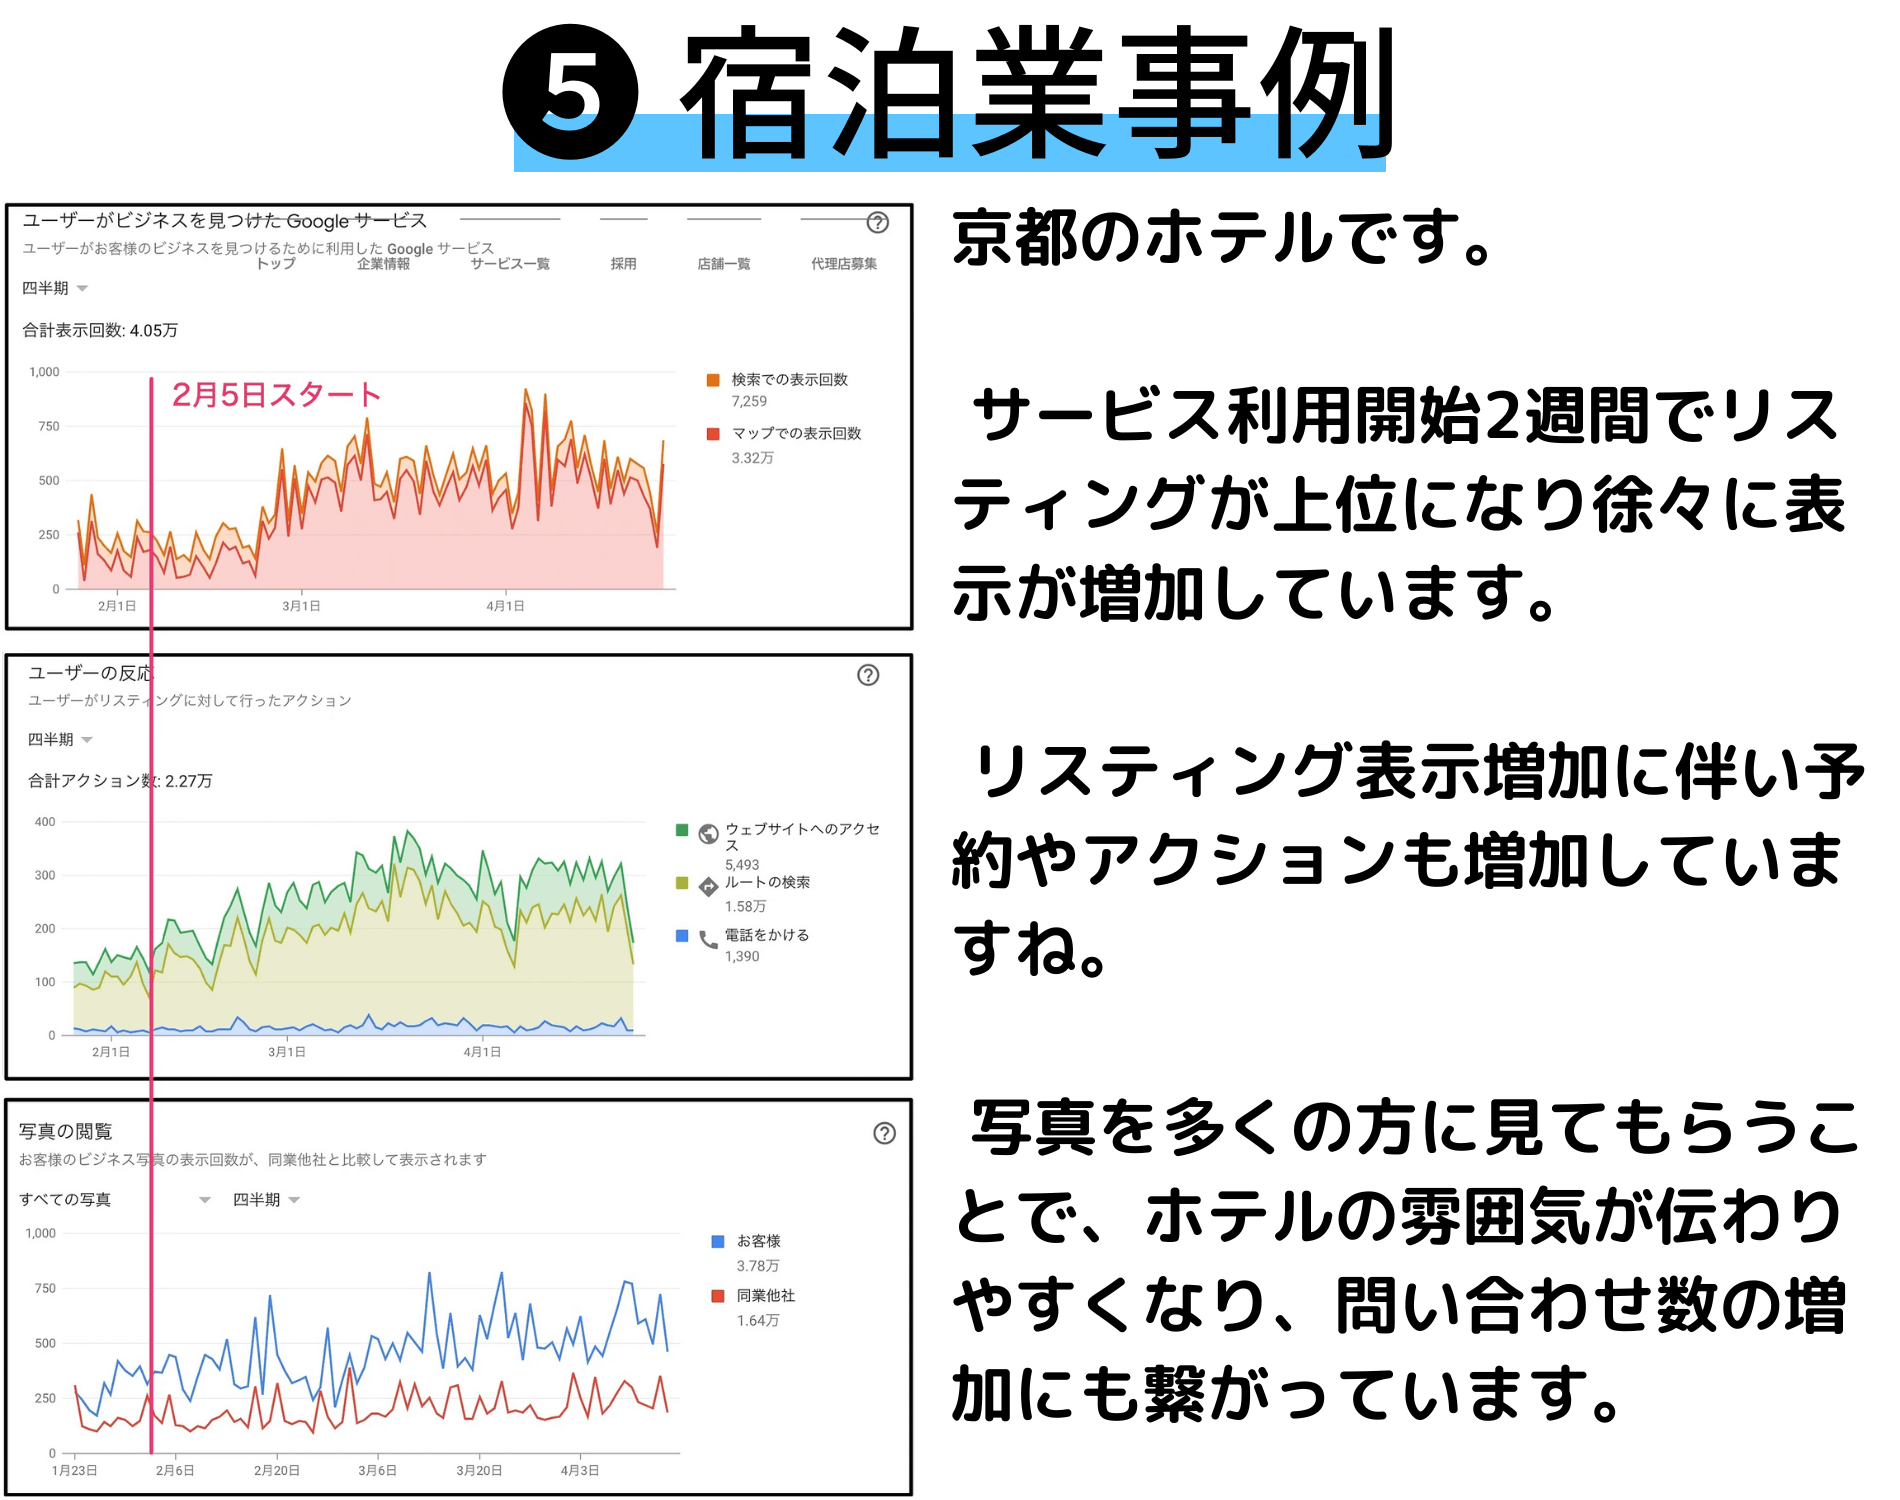 5 宿泊業事例
ユーザーがビジネスを見つけた Google サービス
ユーザーがお客様のビジネスを見つけるために利用した Google サービス
トップ 企業情報 サービス一覧 採用 店舗一覧 代理店募集
四半期
合計表示回数: 4.05万
2月5日スタート
1,000
750
500
250
0
2月1日 3月1日 4月1日
検索での表示回数
7,259
マップでの表示回数
3.32万
ユーザーの反応
ユーザーがリスティングに対して行ったアクション
四半期
合計アクション数: 2.27万
400
300
200
100
0
2月1日 3月1日 4月1日
ウェブサイトへのアクセ
ス
5,493
ルートの検索
1.58万
電話をかける
1,390
写真の閲覧
お客様のビジネス写真の表示回数が、同業他社と比較して表示されます
すべての写真 四半期
1,000
750
500
250
0
1月23日 2月6日 2月20日 3月6日 3月20日 4月3日
お客様
3.78万
同業他社
1.64万
京都のホテルです。
サービス利用開始2週間でリス
ティングが上位になり徐々に表
示が増加しています。
リスティング表示増加に伴い予
約やアクションも増加していま
すね。
写真を多くの方に見てもらうこ
とで、ホテルの雰囲気が伝わり
やすくなり、問い合わせ数の増
加にも繋がっています。